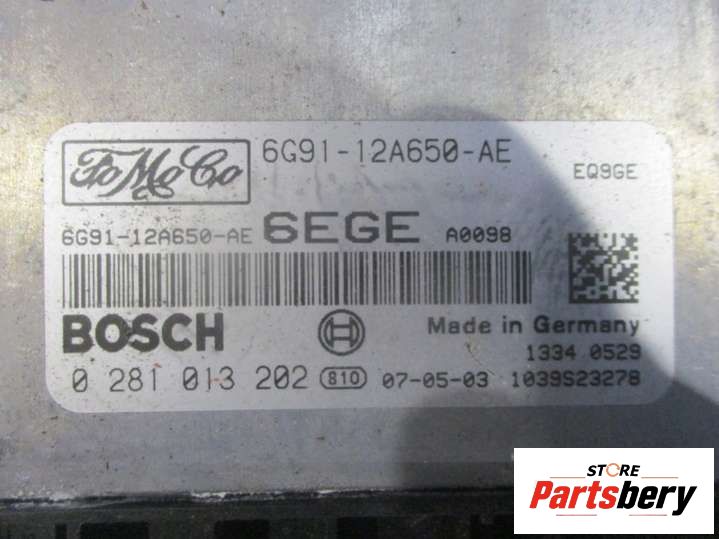 FoMoCo 6G91-12A650-AE
EQ9GE
6G91-12A650-AE 6EGE A0098
BOSCH
Made in Germany
1334 0529
0 281 013 202 810 07-05-03 1039S23278
STORE
Partsbery